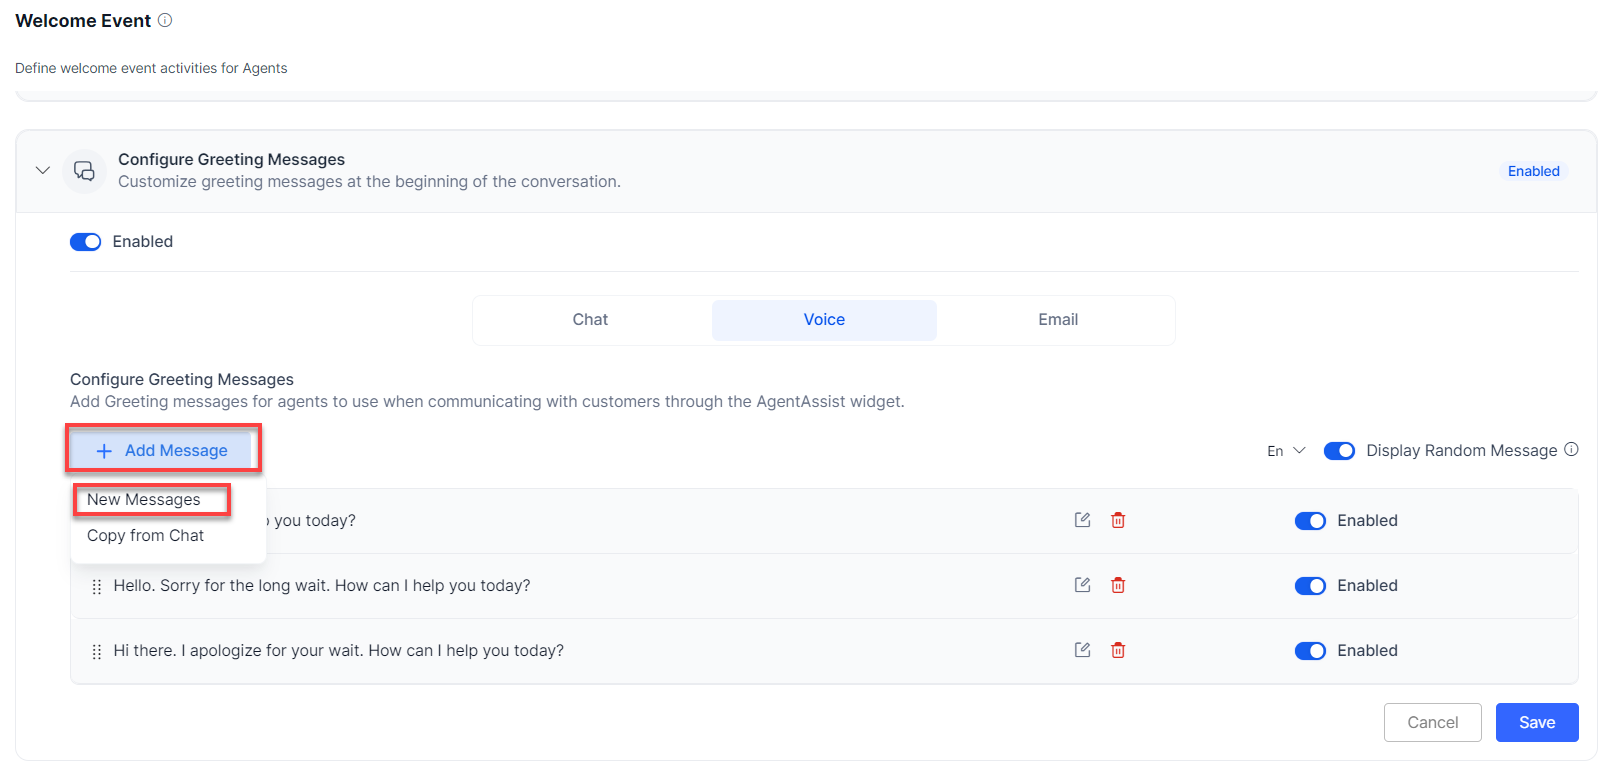 Welcome Event
Define welcome event activities for Agents
Configure Greeting Messages
Customize greeting messages at the beginning of the conversation.
Enabled
Enabled
Chat Voice Email
Configure Greeting Messages
Add Greeting messages for agents to use when communicating with customers through the AgentAssist widget.
+ Add Message
En
Display Random Message
New Messages
Copy from Chat
you today?
Enabled
Hello. Sorry for the long wait. How can I help you today?
Enabled
Hi there. I apologize for your wait. How can I help you today?
Enabled
Cancel Save